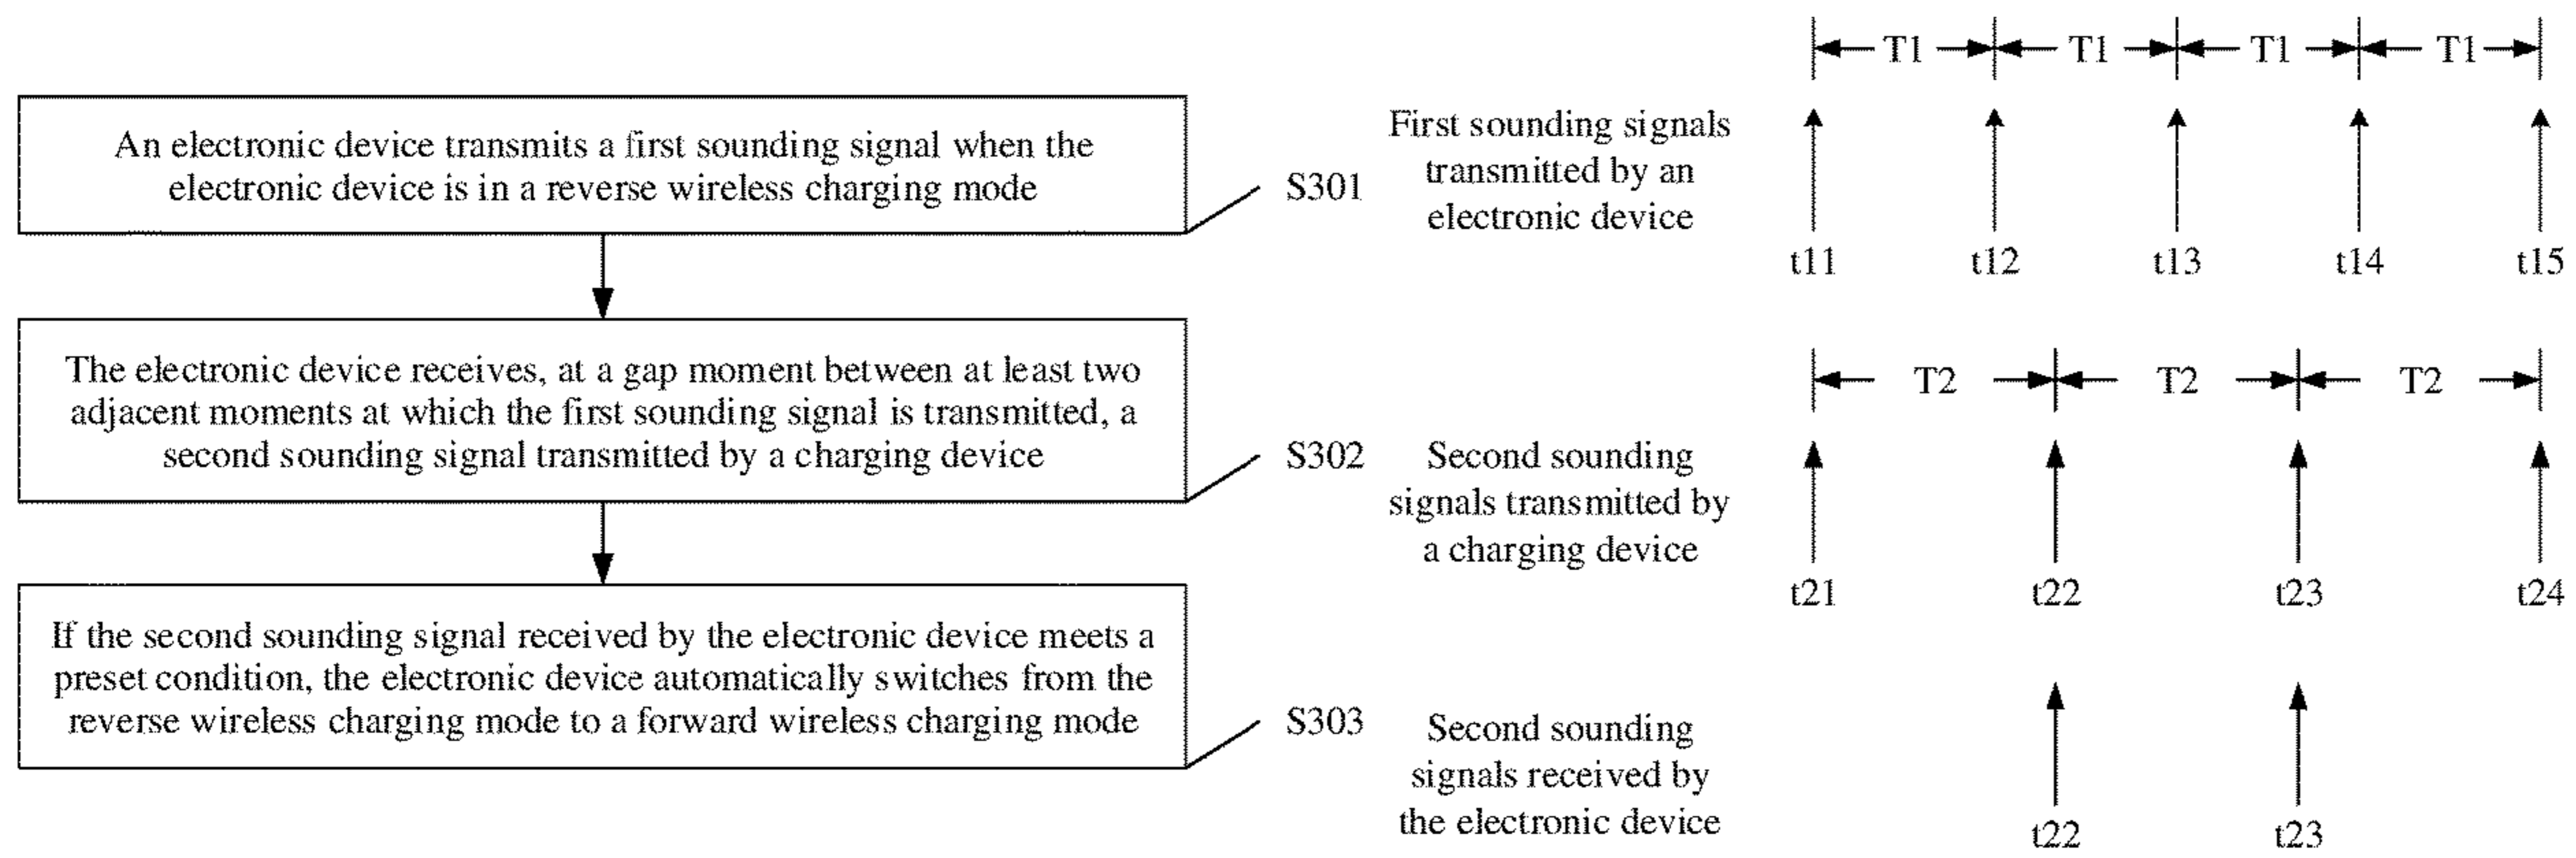 An electronic device transmits a first sounding signal when the
electronic device is in a reverse wireless charging mode
S301
The electronic device receives, at a gap moment between at least two
adjacent moments at which the first sounding signal is transmitted, a
second sounding signal transmitted by a charging device
S302
If the second sounding signal received by the electronic device meets a
preset condition, the electronic device automatically switches from the
reverse wireless charging mode to a forward wireless charging mode
S303
T1 T1 T1 T1
First sounding signals
transmitted by an
electronic device
t11 t12 t13 t14 t15
T2 T2 T2
Second sounding
signals transmitted by
a charging device
t21 t22 t23 t24
Second sounding
signals received by
the electronic device
t22 t23